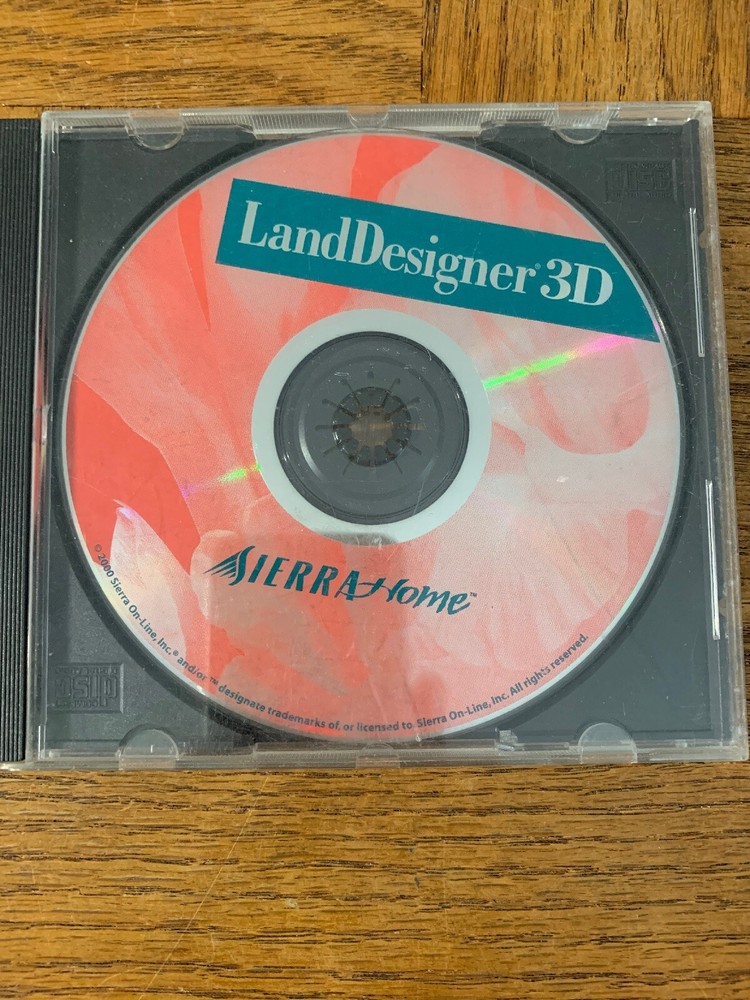 LandDesigner® 3D
SIERRA Home™
© 2000 Sierra On-Line, Inc. ® and/or ™ designate trademarks of, or licensed to Sierra On-Line, Inc. All rights reserved.